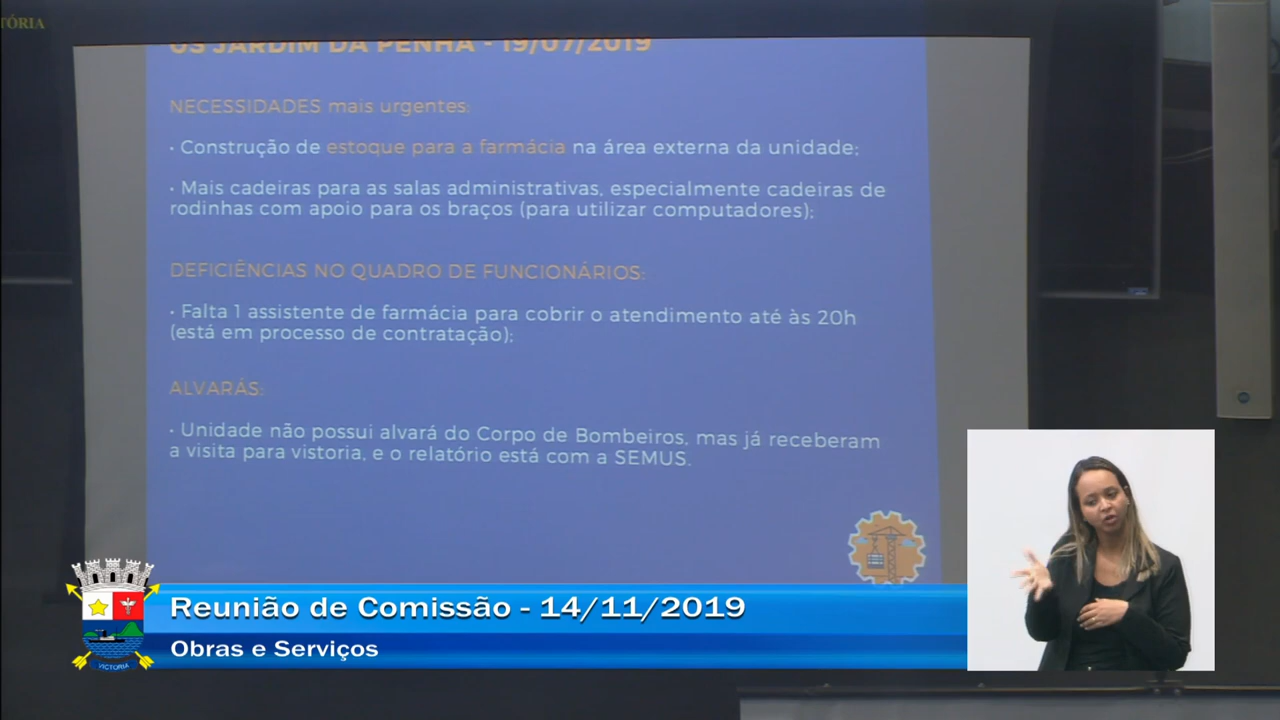 TÓRIA
US JARDIM DA PENHA - 19/07/2019
NECESSIDADES mais urgentes:
• Construção de estoque para a farmácia na área externa da unidade;
• Mais cadeiras para as salas administrativas, especialmente cadeiras de
rodinhas com apoio para os braços (para utilizar computadores);
DEFICIÊNCIAS NO QUADRO DE FUNCIONÁRIOS:
• Falta 1 assistente de farmácia para cobrir o atendimento até às 20h
(está em processo de contratação);
ALVARÁS:
• Unidade não possui alvará do Corpo de Bombeiros, mas já receberam
a visita para vistoria, e o relatório está com a SEMUS.
Reunião de Comissão - 14/11/2019
Obras e Serviços
VICTORIA